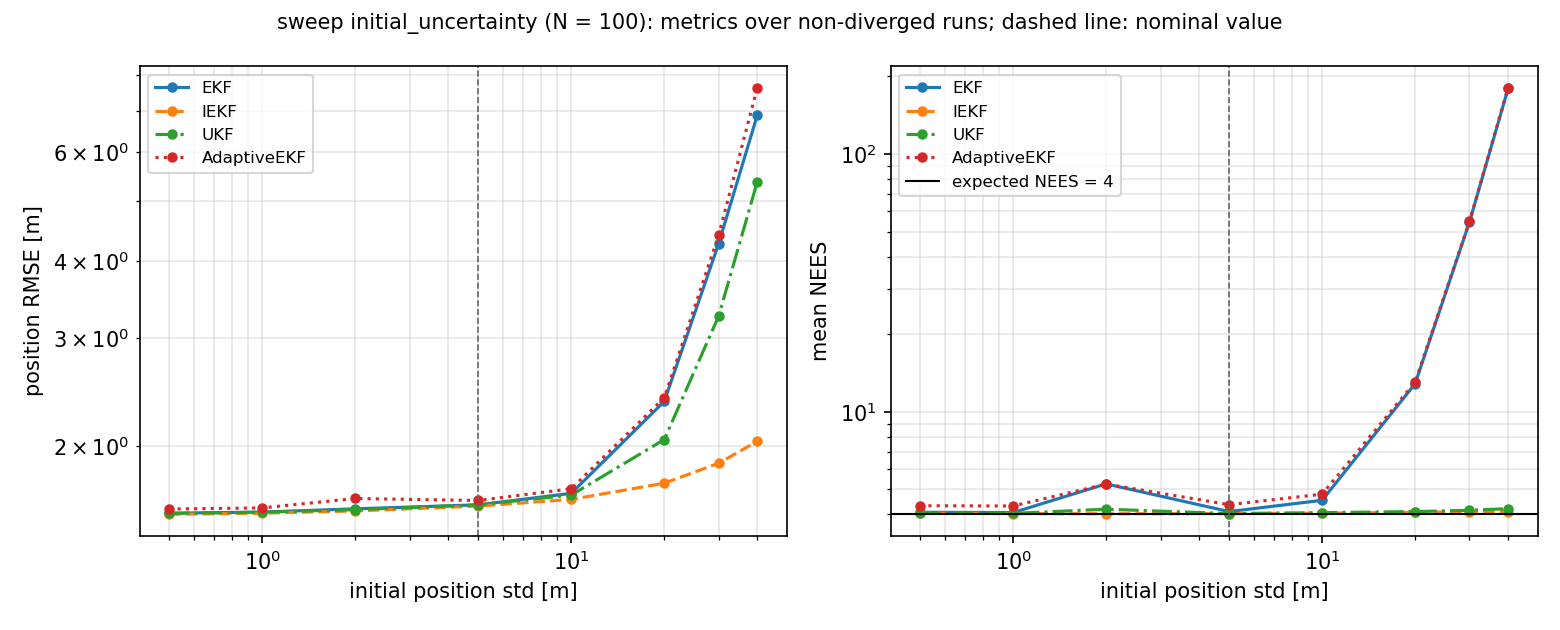 sweep initial_uncertainty (N = 100): metrics over non-diverged runs; dashed line: nominal value
EKF
IEKF
UKF
AdaptiveEKF
position RMSE [m]
6 × 10⁰
4 × 10⁰
3 × 10⁰
2 × 10⁰
10⁰
10¹
initial position std [m]
EKF
IEKF
UKF
AdaptiveEKF
expected NEES = 4
mean NEES
10²
10¹
10⁰
10¹
initial position std [m]